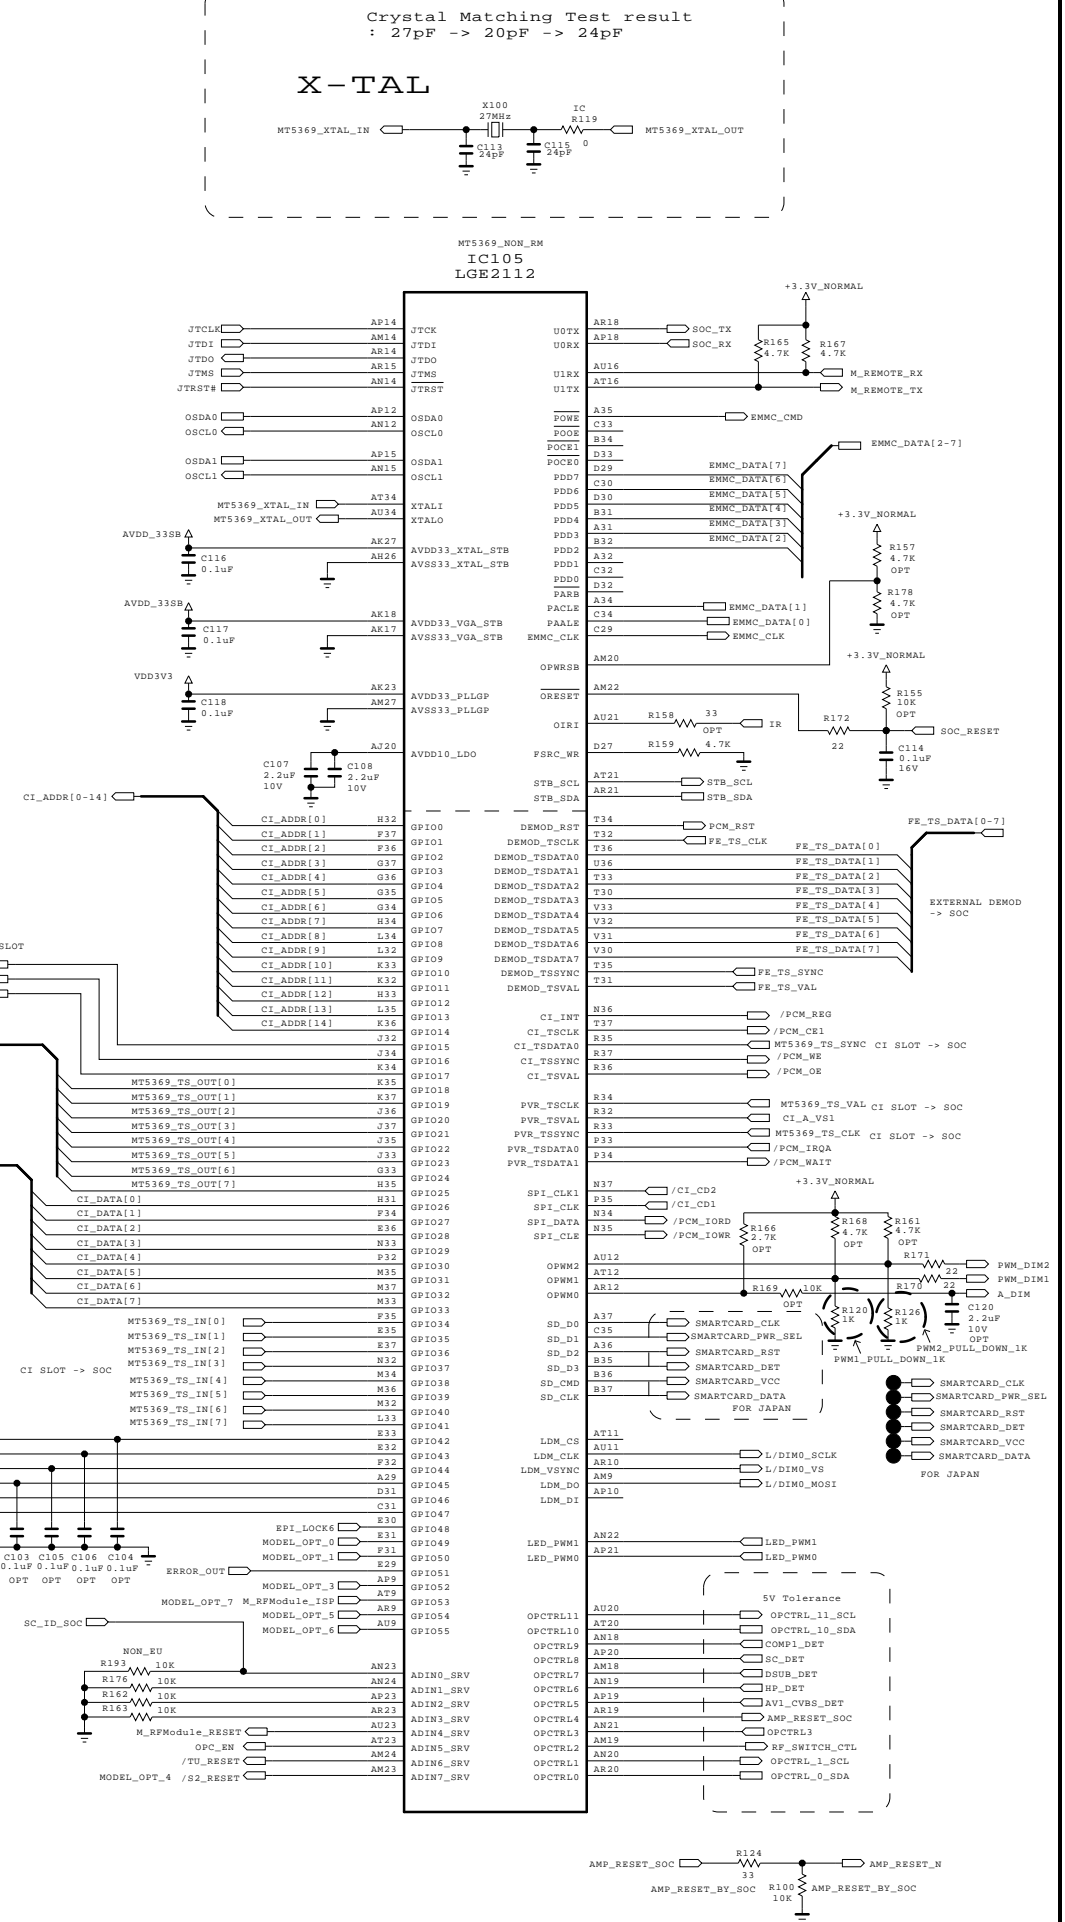 Crystal Matching Test result
: 27pF -> 20pF -> 24pF
X-TAL
MT5369_XTAL_IN
X100
27MHz
IC
R119
0
MT5369_XTAL_OUT
C113
24pF
C115
24pF
MT5369_NON_RM
IC105
LGE2112
JTCLK AP14 JTCK
JTDI AM14 JTDI
JTDO AR14 JTDO
JTMS AR15 JTMS
JTRST# AN14 JTRST
OSDA0 AP12 OSDA0
OSCL0 AN12 OSCL0
OSDA1 AP15 OSDA1
OSCL1 AN15 OSCL1
MT5369_XTAL_IN AT34 XTALI
MT5369_XTAL_OUT AU34 XTALO
AVDD_33SB
C116
0.1uF
AK27 AVDD33_XTAL_STB
AH26 AVSS33_XTAL_STB
AVDD_33SB
C117
0.1uF
AK18 AVDD33_VGA_STB
AK17 AVSS33_VGA_STB
VDD3V3
C118
0.1uF
AK23 AVDD33_PLLGP
AM27 AVSS33_PLLGP
AJ20 AVDD10_LDO
C107
2.2uF
10V
C108
2.2uF
10V
CI_ADDR[0-14]
CI_ADDR[0] H32 GPIO0
CI_ADDR[1] F37 GPIO1
CI_ADDR[2] F36 GPIO2
CI_ADDR[3] G37 GPIO3
CI_ADDR[4] G36 GPIO4
CI_ADDR[5] G35 GPIO5
CI_ADDR[6] G34 GPIO6
CI_ADDR[7] H34 GPIO7
CI_ADDR[8] L34 GPIO8
CI_ADDR[9] L32 GPIO9
CI_ADDR[10] K33 GPIO10
CI_ADDR[11] K32 GPIO11
CI_ADDR[12] H33 GPIO12
CI_ADDR[13] L35 GPIO13
CI_ADDR[14] K36 GPIO14
SLOT
J32 GPIO15
J34 GPIO16
K34 GPIO17
MT5369_TS_OUT[0] K35 GPIO18
MT5369_TS_OUT[1] K37 GPIO19
MT5369_TS_OUT[2] J36 GPIO20
MT5369_TS_OUT[3] J37 GPIO21
MT5369_TS_OUT[4] J35 GPIO22
MT5369_TS_OUT[5] J33 GPIO23
MT5369_TS_OUT[6] G33 GPIO24
MT5369_TS_OUT[7] H35 GPIO25
CI_DATA[0] H31 GPIO26
CI_DATA[1] F34 GPIO27
CI_DATA[2] E36 GPIO28
CI_DATA[3] N33 GPIO29
CI_DATA[4] P32 GPIO30
CI_DATA[5] M35 GPIO31
CI_DATA[6] M37 GPIO32
CI_DATA[7] M33 GPIO33
MT5369_TS_IN[0] F35 GPIO34
MT5369_TS_IN[1] E35 GPIO35
MT5369_TS_IN[2] E37 GPIO36
MT5369_TS_IN[3] N32 GPIO37
CI SLOT -> SOC
MT5369_TS_IN[4] M34 GPIO38
MT5369_TS_IN[5] M36 GPIO39
MT5369_TS_IN[6] M32 GPIO40
MT5369_TS_IN[7] L33 GPIO41
E33 GPIO42
E32 GPIO43
F32 GPIO44
A29 GPIO45
D31 GPIO46
C31 GPIO47
C103
0.1uF
OPT
C105
0.1uF
OPT
C106
0.1uF
OPT
C104
0.1uF
OPT
EPI_LOCK6 E30 GPIO48
MODEL_OPT_0 E31 GPIO49
MODEL_OPT_1 F31 GPIO50
ERROR_OUT E29 GPIO51
MODEL_OPT_3 AP9 GPIO52
MODEL_OPT_7 M_RFModule_ISP AT9 GPIO53
MODEL_OPT_5 AR9 GPIO54
MODEL_OPT_6 AU9 GPIO55
SC_ID_SOC
NON_EU
R193 10K AN23 ADIN0_SRV
R176 10K AN24 ADIN1_SRV
R162 10K AP23 ADIN2_SRV
R163 10K AR23 ADIN3_SRV
M_RFModule_RESET AU23 ADIN4_SRV
OPC_EN AT23 ADIN5_SRV
/TU_RESET AM24 ADIN6_SRV
MODEL_OPT_4 /S2_RESET AM23 ADIN7_SRV
+3.3V_NORMAL
R165
4.7K
R167
4.7K
U0TX AR18 SOC_TX
U0RX AP18 SOC_RX
U1RX AU16 M_REMOTE_RX
U1TX AT16 M_REMOTE_TX
POWE A35 EMMC_CMD
POOE C33
POCE1 B34
POCE0 D33
EMMC_DATA[2-7]
PDD7 D29 EMMC_DATA[7]
PDD6 C30 EMMC_DATA[6]
PDD5 D30 EMMC_DATA[5]
PDD4 B31 EMMC_DATA[4]
PDD3 A31 EMMC_DATA[3]
PDD2 B32 EMMC_DATA[2]
PDD1 A32
PDD0 C32
PARB D32
PACLE A34 EMMC_DATA[1]
PAALE C34 EMMC_DATA[0]
EMMC_CLK C29 EMMC_CLK
+3.3V_NORMAL
R157
4.7K
OPT
R178
4.7K
OPT
OPWRSB AM20
ORESET AM22
+3.3V_NORMAL
R155
10K
OPT
R172
22
SOC_RESET
C114
0.1uF
16V
OIRI AU21 R158 33 OPT IR
FSRC_WR D27 R159 4.7K
STB_SCL AT21 STB_SCL
STB_SDA AR21 STB_SDA
DEMOD_RST T34 PCM_RST
DEMOD_TSCLK T32 FE_TS_CLK
FE_TS_DATA[0-7]
DEMOD_TSDATA0 T36 FE_TS_DATA[0]
DEMOD_TSDATA1 U36 FE_TS_DATA[1]
DEMOD_TSDATA2 T33 FE_TS_DATA[2]
DEMOD_TSDATA3 T30 FE_TS_DATA[3]
DEMOD_TSDATA4 V33 FE_TS_DATA[4]
DEMOD_TSDATA5 V32 FE_TS_DATA[5]
DEMOD_TSDATA6 V31 FE_TS_DATA[6]
DEMOD_TSDATA7 V30 FE_TS_DATA[7]
EXTERNAL DEMOD
-> SOC
DEMOD_TSSYNC T35 FE_TS_SYNC
DEMOD_TSVAL T31 FE_TS_VAL
CI_INT N36 /PCM_REG
CI_TSCLK T37 /PCM_CE1
CI_TSDATA0 R35 MT5369_TS_SYNC CI SLOT -> SOC
CI_TSSYNC R37 /PCM_WE
CI_TSVAL R36 /PCM_OE
PVR_TSCLK R34 MT5369_TS_VAL CI SLOT -> SOC
PVR_TSVAL R32 CI_A_VS1
PVR_TSSYNC R33 MT5369_TS_CLK CI SLOT -> SOC
PVR_TSDATA0 P33 /PCM_IRQA
PVR_TSDATA1 P34 /PCM_WAIT
SPI_CLK1 N37 /CI_CD2
SPI_CLK P35 /CI_CD1
SPI_DATA N34 /PCM_IORD
SPI_CLE N35 /PCM_IOWR
+3.3V_NORMAL
R166
2.7K
OPT
R168
4.7K
OPT
R161
4.7K
OPT
OPWM2 AU12 R171 22 PWM_DIM2
OPWM1 AT12 R170 22 PWM_DIM1
OPWM0 AR12 R169 10K OPT A_DIM
R120
1K
R126
1K
C120
2.2uF
10V
OPT
PWM2_PULL_DOWN_1K
PWM1_PULL_DOWN_1K
SD_D0 A37 SMARTCARD_CLK
SD_D1 C35 SMARTCARD_PWR_SEL
SD_D2 A36 SMARTCARD_RST
SD_D3 B35 SMARTCARD_DET
SD_CMD B36 SMARTCARD_VCC
SD_CLK B37 SMARTCARD_DATA
FOR JAPAN
SMARTCARD_CLK
SMARTCARD_PWR_SEL
SMARTCARD_RST
SMARTCARD_DET
SMARTCARD_VCC
SMARTCARD_DATA
FOR JAPAN
LDM_CS AT11
LDM_CLK AU11 L/DIM0_SCLK
LDM_VSYNC AR10 L/DIM0_VS
LDM_DO AM9 L/DIM0_MOSI
LDM_DI AP10
LED_PWM1 AN22 LED_PWM1
LED_PWM0 AP21 LED_PWM0
5V Tolerance
OPCTRL11 AU20 OPCTRL_11_SCL
OPCTRL10 AT20 OPCTRL_10_SDA
OPCTRL9 AN18 COMP1_DET
OPCTRL8 AP20 SC_DET
OPCTRL7 AM18 DSUB_DET
OPCTRL6 AN19 HP_DET
OPCTRL5 AP19 AV1_CVBS_DET
OPCTRL4 AR19 AMP_RESET_SOC
OPCTRL3 AN21 OPCTRL3
OPCTRL2 AM19 RF_SWITCH_CTL
OPCTRL1 AN20 OPCTRL_1_SCL
OPCTRL0 AR20 OPCTRL_0_SDA
AMP_RESET_SOC
R124
33
AMP_RESET_N
AMP_RESET_BY_SOC
R100
10K
AMP_RESET_BY_SOC